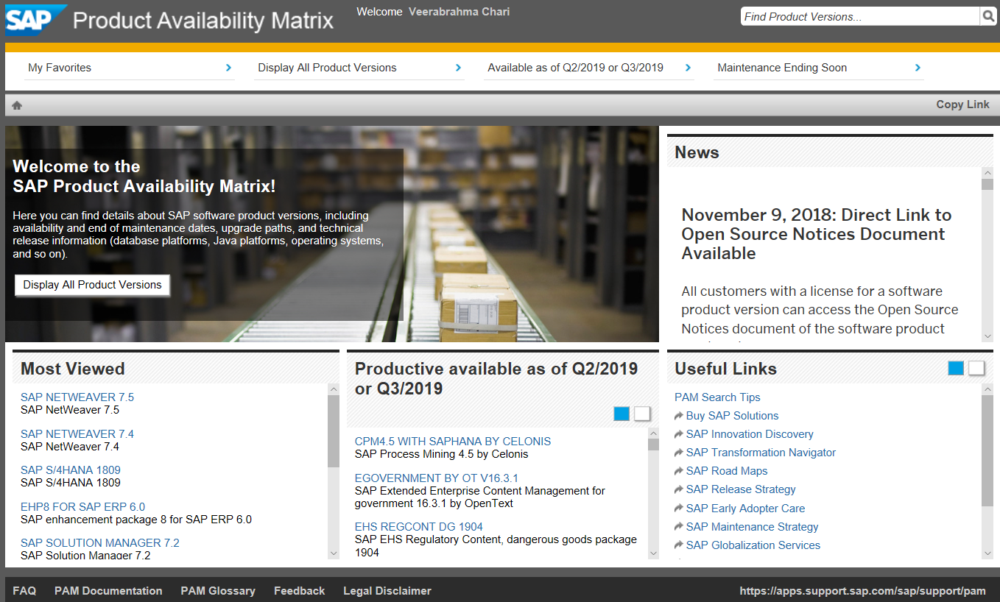 SAP
Product Availability Matrix
Welcome Veerabrahma Chari
Find Product Versions...
My Favorites
Display All Product Versions
Available as of Q2/2019 or Q3/2019
Maintenance Ending Soon
Copy Link
Welcome to the
SAP Product Availability Matrix!
Here you can find details about SAP software product versions, including
availability and end of maintenance dates, upgrade paths, and technical
release information (database platforms, Java platforms, operating systems,
and so on).
Display All Product Versions
News
November 9, 2018: Direct Link to
Open Source Notices Document
Available
All customers with a license for a software
product version can access the Open Source
Notices document of the software product
Most Viewed
SAP NETWEAVER 7.5
SAP NetWeaver 7.5
SAP NETWEAVER 7.4
SAP NetWeaver 7.4
SAP S/4HANA 1809
SAP S/4HANA 1809
EHP8 FOR SAP ERP 6.0
SAP enhancement package 8 for SAP ERP 6.0
SAP SOLUTION MANAGER 7.2
SAP Solution Manager 7.2
Productive available as of Q2/2019
or Q3/2019
CPM4.5 WITH SAPHANA BY CELONIS
SAP Process Mining 4.5 by Celonis
EGOVERNMENT BY OT V16.3.1
SAP Extended Enterprise Content Management for
government 16.3.1 by OpenText
EHS REGCONT DG 1904
SAP EHS Regulatory Content, dangerous goods package
1904
Useful Links
PAM Search Tips
Buy SAP Solutions
SAP Innovation Discovery
SAP Transformation Navigator
SAP Road Maps
SAP Release Strategy
SAP Early Adopter Care
SAP Maintenance Strategy
SAP Globalization Services
FAQ
PAM Documentation
PAM Glossary
Feedback
Legal Disclaimer
https://apps.support.sap.com/sap/support/pam